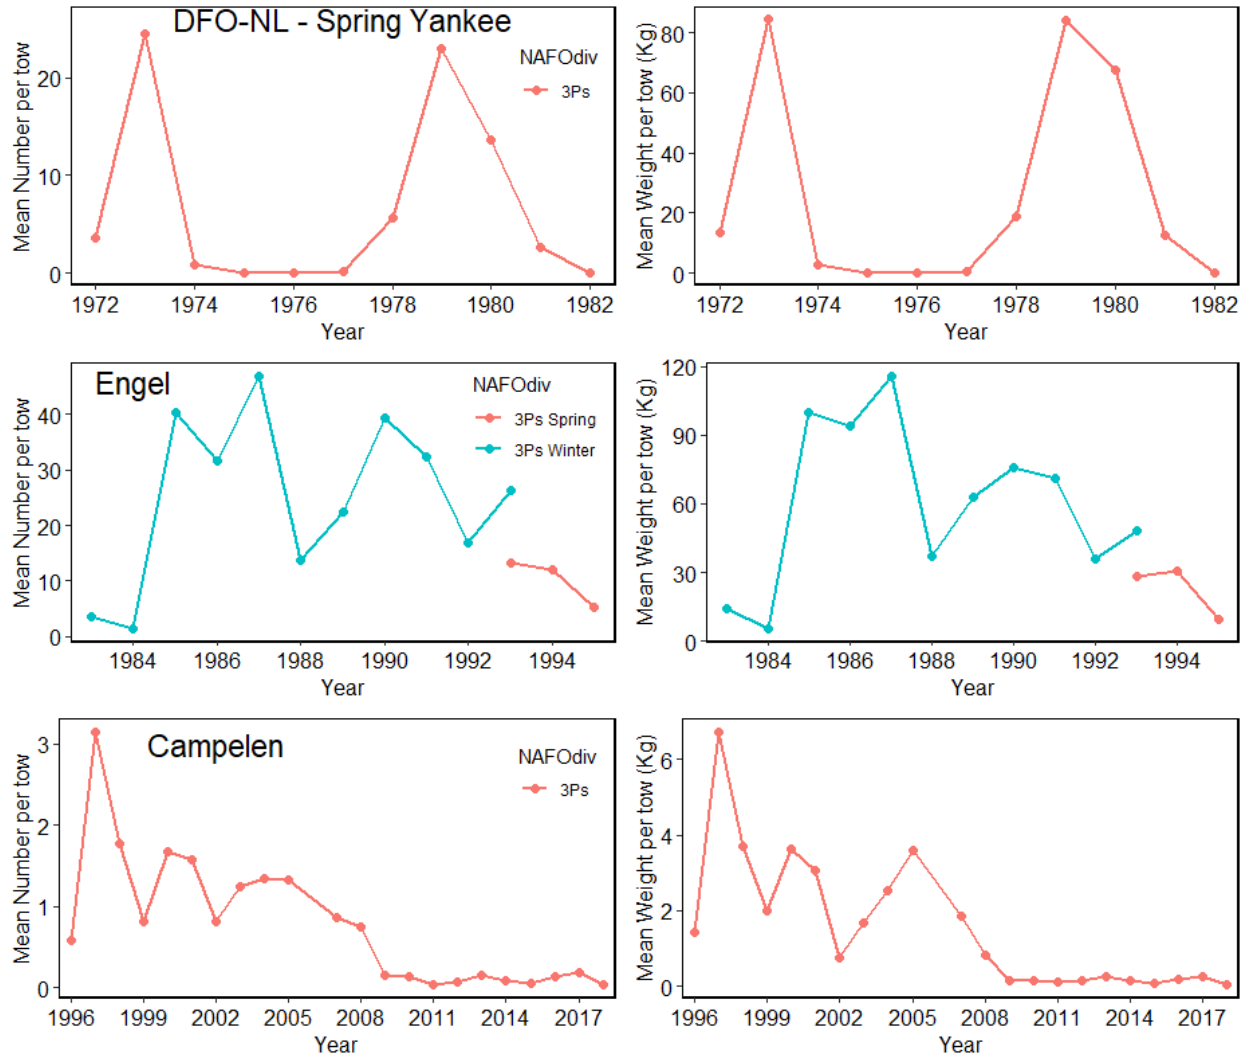 DFO-NL - Spring Yankee
Mean Number per tow
20
10
0
NAFOdiv
3Ps
1972 1974 1976 1978 1980 1982
Year
Mean Weight per tow (Kg)
80
60
40
20
0
1972 1974 1976 1978 1980 1982
Year
Engel
Mean Number per tow
40
30
20
10
0
NAFOdiv
3Ps Spring
3Ps Winter
1984 1986 1988 1990 1992 1994
Year
Mean Weight per tow (Kg)
120
90
60
30
0
1984 1986 1988 1990 1992 1994
Year
Campelen
Mean Number per tow
3
2
1
0
NAFOdiv
3Ps
1996 1999 2002 2005 2008 2011 2014 2017
Year
Mean Weight per tow (Kg)
6
4
2
0
1996 1999 2002 2005 2008 2011 2014 2017
Year